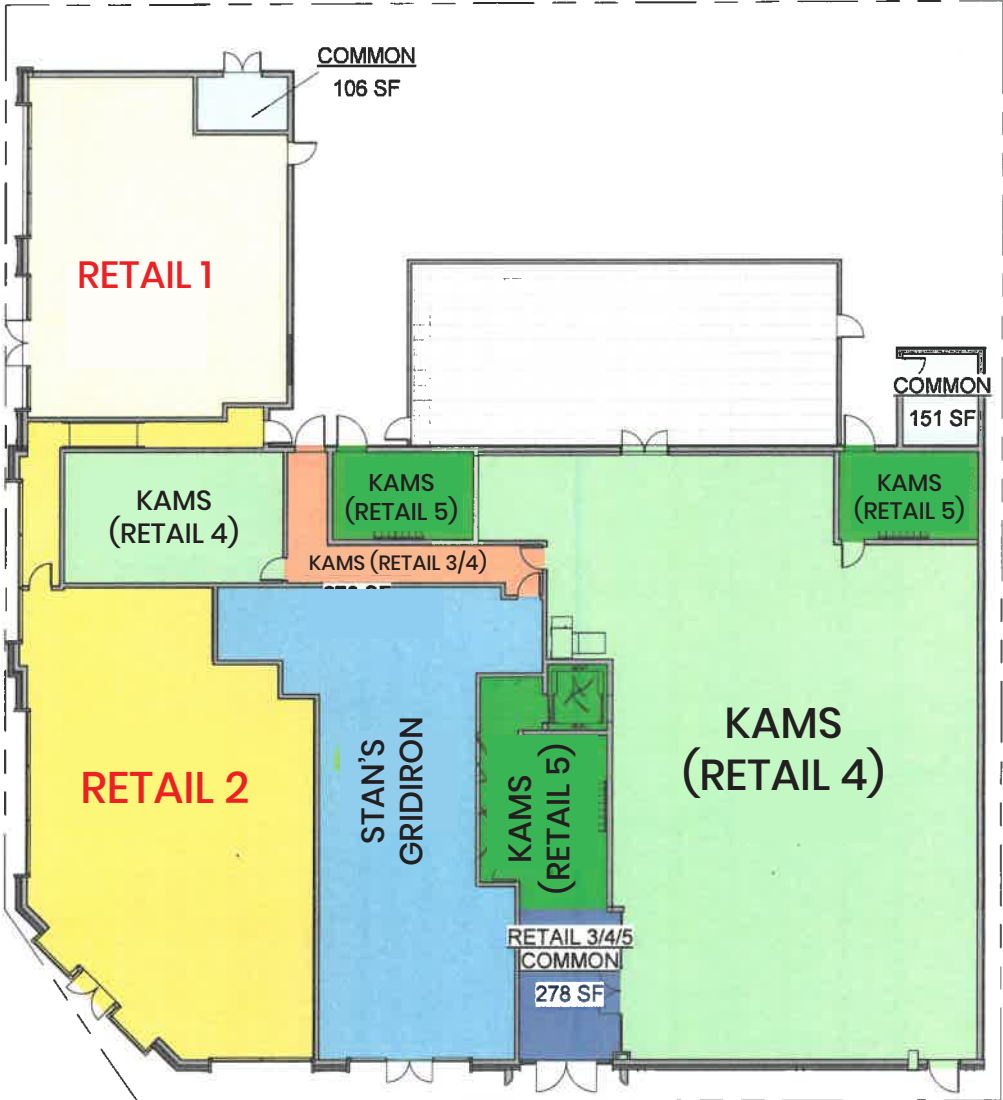 COMMON
106 SF
RETAIL 1
COMMON
151 SF
KAMS
(RETAIL 4)
KAMS
(RETAIL 5)
KAMS
(RETAIL 5)
KAMS (RETAIL 3/4)
RETAIL 2
STAN'S
GRIDIRON
KAMS
(RETAIL 5)
KAMS
(RETAIL 4)
RETAIL 3/4/5
COMMON
278 SF